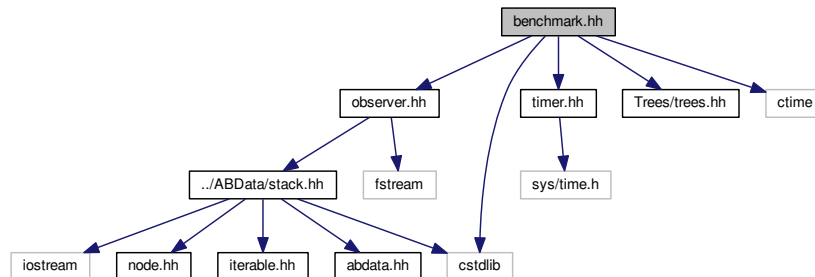 benchmark.hh
observer.hh
timer.hh
Trees/trees.hh
ctime
../ABData/stack.hh
fstream
sys/time.h
iostream
node.hh
iterable.hh
abdata.hh
cstdlib